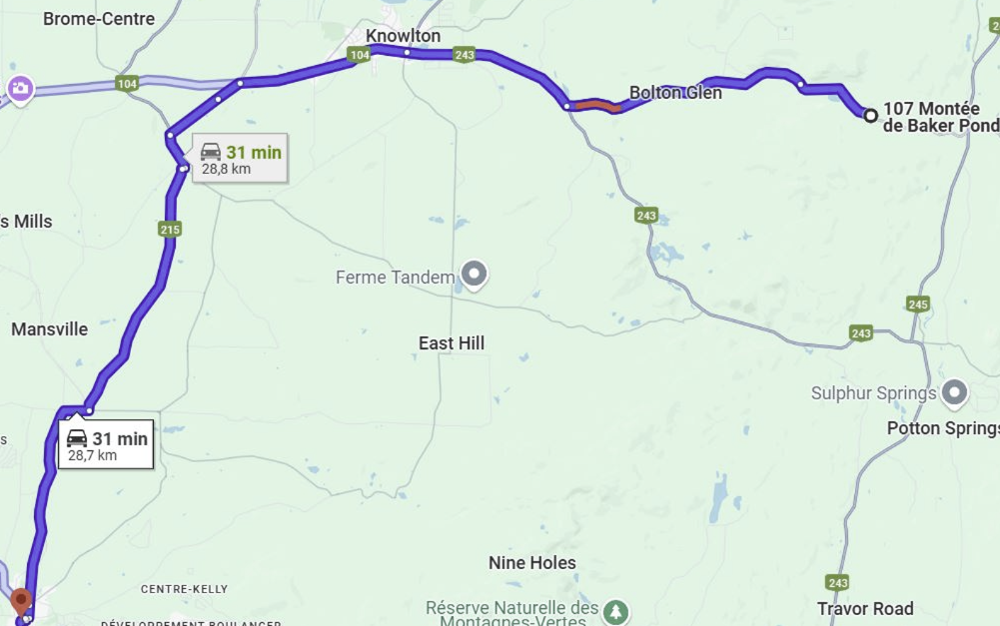 Brome-Centre
Knowlton
104
243
104
Bolton Glen
107 Montée
de Baker Pond
31 min
28,8 km
s Mills
215
243
Ferme Tandem
245
Mansville
243
East Hill
Sulphur Springs
Potton Springs
31 min
28,7 km
s
Nine Holes
243
CENTRE-KELLY
Réserve Naturelle des
Montagnes-Vertes
Travor Road
DÉVELOPPEMENT BOULANGER